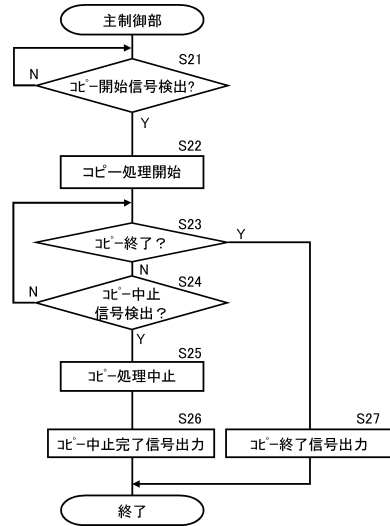 主制御部
S21
N
コピー開始信号検出?
Y
S22
コピー処理開始
S23
コピー終了?
Y
N
S24
N
コピー中止
信号検出?
Y
S25
コピー処理中止
S26
コピー中止完了信号出力
S27
コピー終了信号出力
終了